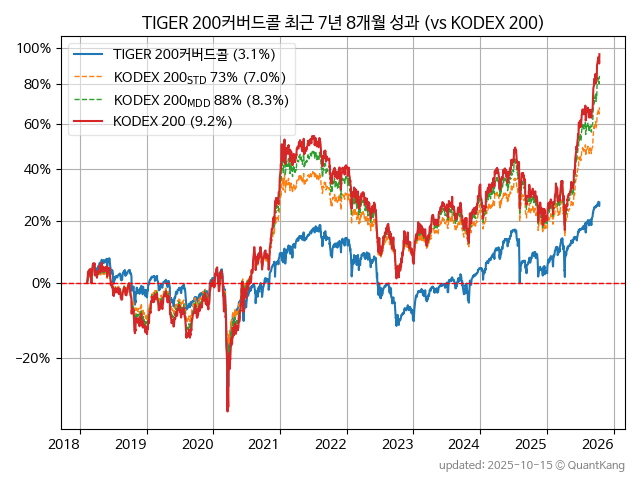 TIGER 200커버드콜 최근 7년 8개월 성과 (vs KODEX 200)
100%
80%
60%
40%
20%
0%
−20%
TIGER 200커버드콜 (3.1%)
KODEX 200STD 73% (7.0%)
KODEX 200MDD 88% (8.3%)
KODEX 200 (9.2%)
2018 2019 2020 2021 2022 2023 2024 2025 2026
updated: 2025-10-15 © QuantKang